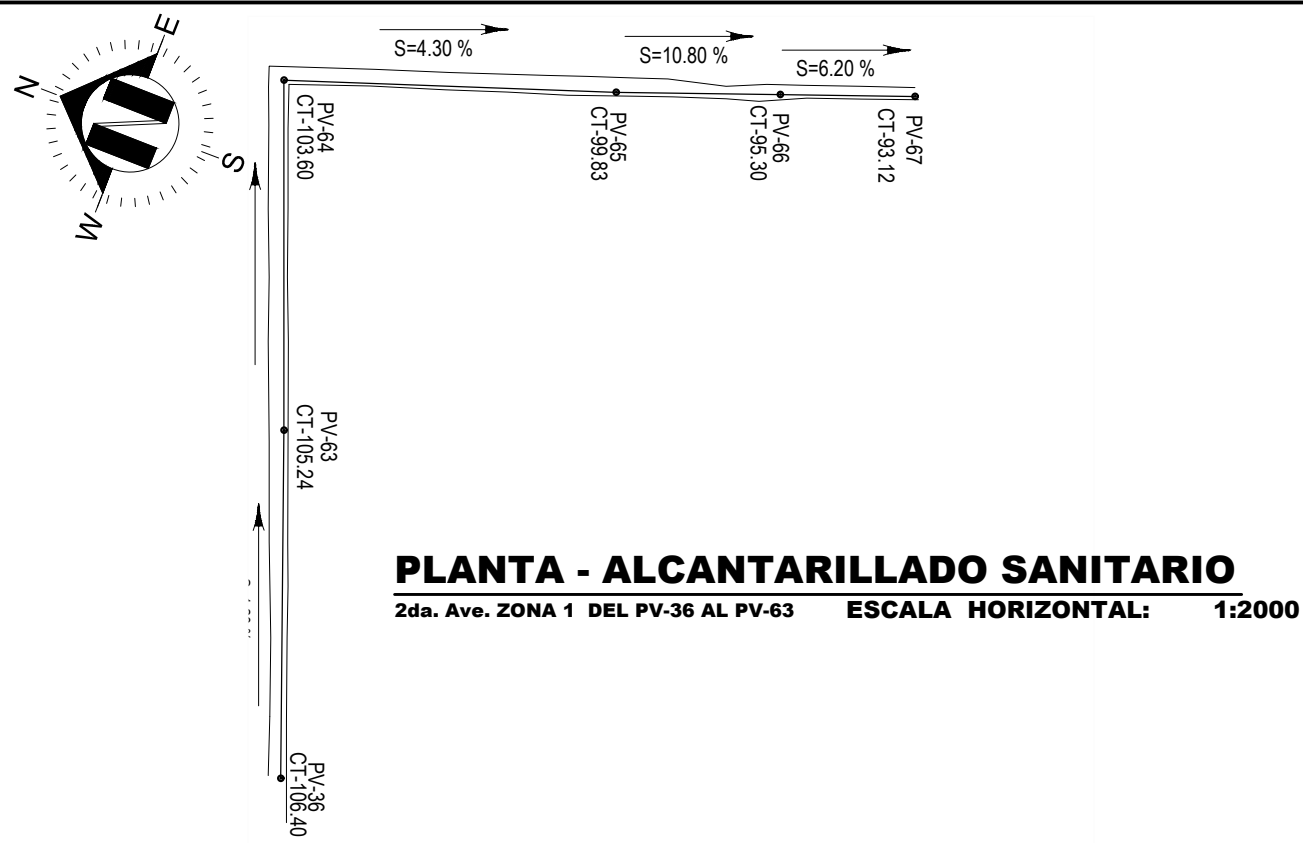 N
E
S
W
S=4.30 %
S=10.80 %
S=6.20 %
PV-64
CT-103.60
PV-65
CT-99.83
PV-66
CT-95.30
PV-67
CT-93.12
PV-63
CT-105.24
PV-36
CT-106.40
PLANTA - ALCANTARILLADO SANITARIO
2da. Ave. ZONA 1 DEL PV-36 AL PV-63 ESCALA HORIZONTAL: 1:2000